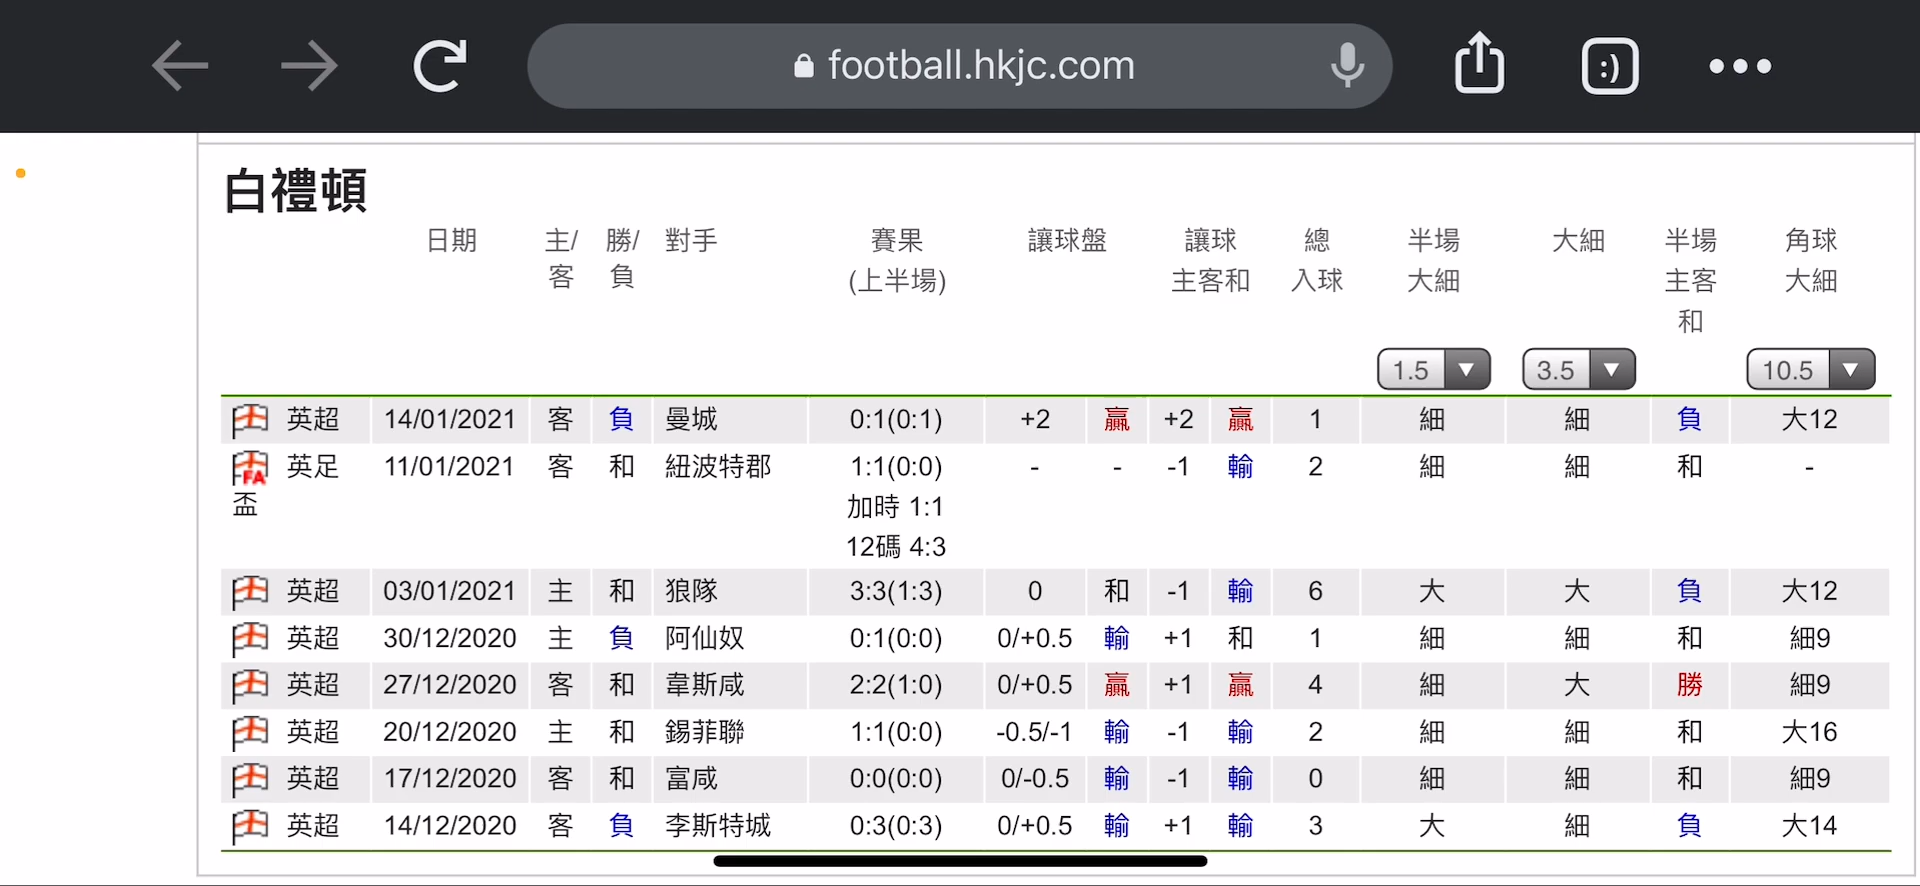 football.hkjc.com
白禮頓
日期 主/客 勝/負 對手 賽果(上半場) 讓球盤 讓球主客和 總入球 半場大細 大細 半場主客和 角球大細
1.5 3.5 10.5
英超 14/01/2021 客 負 曼城 0:1(0:1) +2 贏 +2 贏 1 細 細 負 大12
FA 英足盃 11/01/2021 客 和 紐波特郡 1:1(0:0) 加時 1:1 12碼 4:3 - - -1 輸 2 細 細 和 -
英超 03/01/2021 主 和 狼隊 3:3(1:3) 0 和 -1 輸 6 大 大 負 大12
英超 30/12/2020 主 負 阿仙奴 0:1(0:0) 0/+0.5 輸 +1 和 1 細 細 和 細9
英超 27/12/2020 客 和 韋斯咸 2:2(1:0) 0/+0.5 贏 +1 贏 4 細 大 勝 細9
英超 20/12/2020 主 和 錫菲聯 1:1(0:0) -0.5/-1 輸 -1 輸 2 細 細 和 大16
英超 17/12/2020 客 和 富咸 0:0(0:0) 0/-0.5 輸 -1 輸 0 細 細 和 細9
英超 14/12/2020 客 負 李斯特城 0:3(0:3) 0/+0.5 輸 +1 輸 3 大 細 負 大14